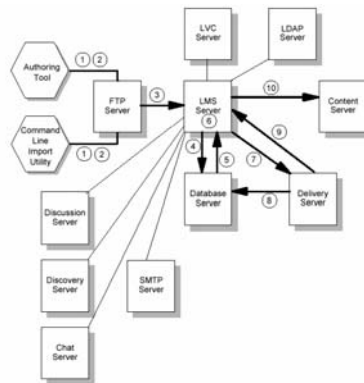 LVC
Server
LDAP
Server
Authoring
Tool
1
2
FTP
Server
3
LMS
Server
6
10
Content
Server
Command
Line
Import
Utility
1
2
4
5
7
9
Database
Server
8
Delivery
Server
Discussion
Server
Discovery
Server
SMTP
Server
Chat
Server